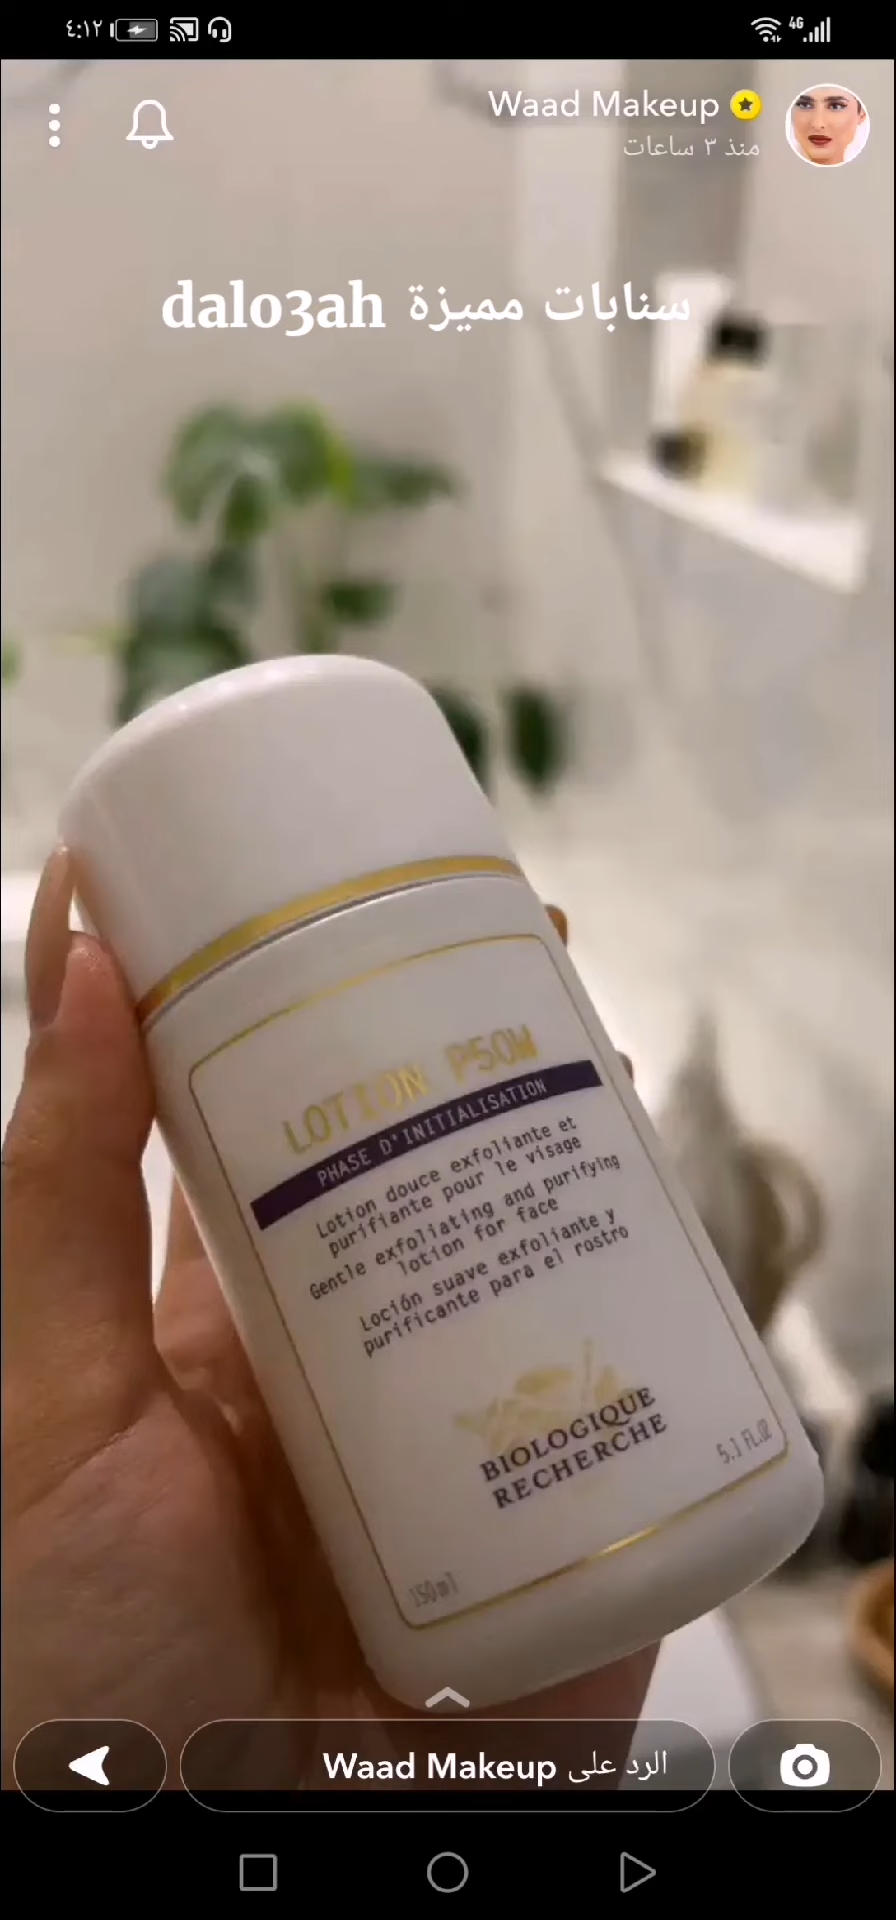 ٤:١٢
4G
Waad Makeup
منذ ٣ ساعات
سنابات مميزة dalo3ah
LOTION P50W
PHASE D'INITIALISATION
Lotion douce exfoliante et
purifiante pour le visage
Gentle exfoliating and purifying
lotion for face
Loción suave exfoliante y
purificante para el rostro
BIOLOGIQUE
RECHERCHE
150ml
5.1 FL.OZ
الرد على Waad Makeup